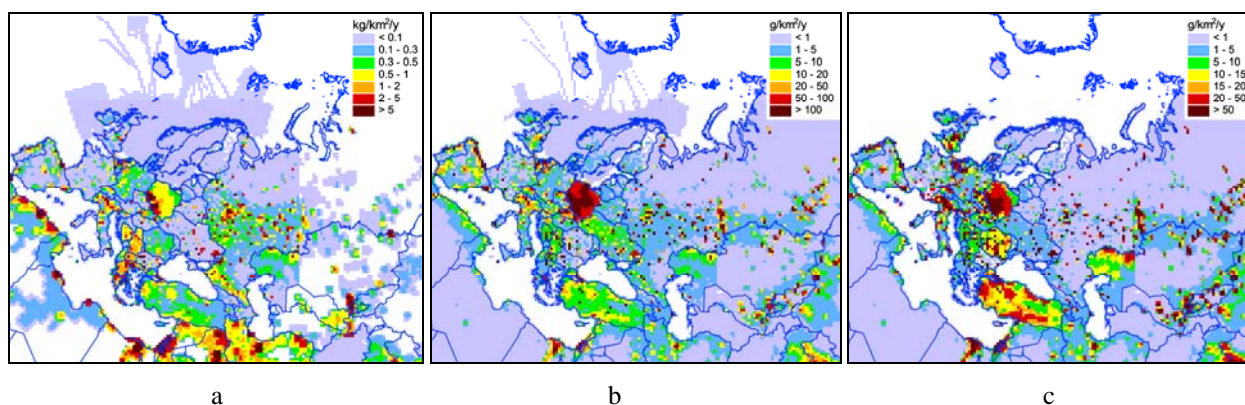 kg/km²/y
< 0.1
0.1 - 0.3
0.3 - 0.5
0.5 - 1
1 - 2
2 - 5
> 5
g/km²/y
< 1
1 - 5
5 - 10
10 - 20
20 - 50
50 - 100
> 100
g/km²/y
< 1
1 - 5
5 - 10
10 - 15
15 - 20
20 - 50
> 50
a
b
c